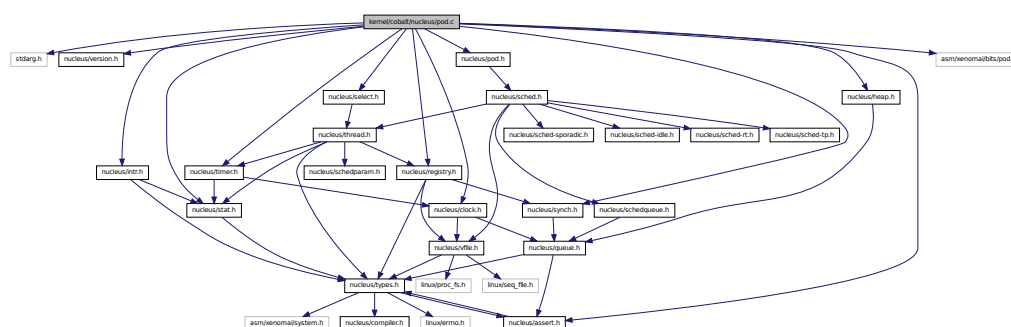 kernel/cobalt/nucleus/pod.c
stdarg.h
nucleus/version.h
nucleus/pod.h
asm/xenomai/bits/pod
nucleus/select.h
nucleus/sched.h
nucleus/heap.h
nucleus/thread.h
nucleus/sched-sporadic.h
nucleus/sched-idle.h
nucleus/sched-rt.h
nucleus/sched-tp.h
nucleus/intr.h
nucleus/timer.h
nucleus/schedparam.h
nucleus/registry.h
nucleus/stat.h
nucleus/clock.h
nucleus/synch.h
nucleus/schedqueue.h
nucleus/vfile.h
nucleus/queue.h
nucleus/types.h
linux/proc_fs.h
linux/seq_file.h
asm/xenomai/system.h
nucleus/compiler.h
linux/errno.h
nucleus/assert.h